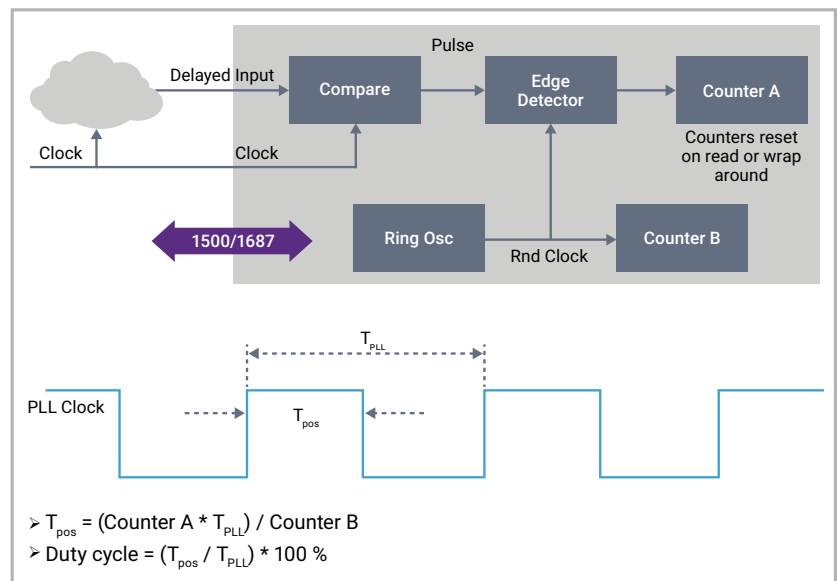 Pulse
Delayed Input
Compare
Edge
Detector
Counter A
Clock
Clock
Counters reset
on read or wrap
around
1500/1687
Ring Osc
Rnd Clock
Counter B
T_PLL
PLL Clock
T_pos
➢ T_pos = (Counter A * T_PLL) / Counter B
➢ Duty cycle = (T_pos / T_PLL) * 100 %